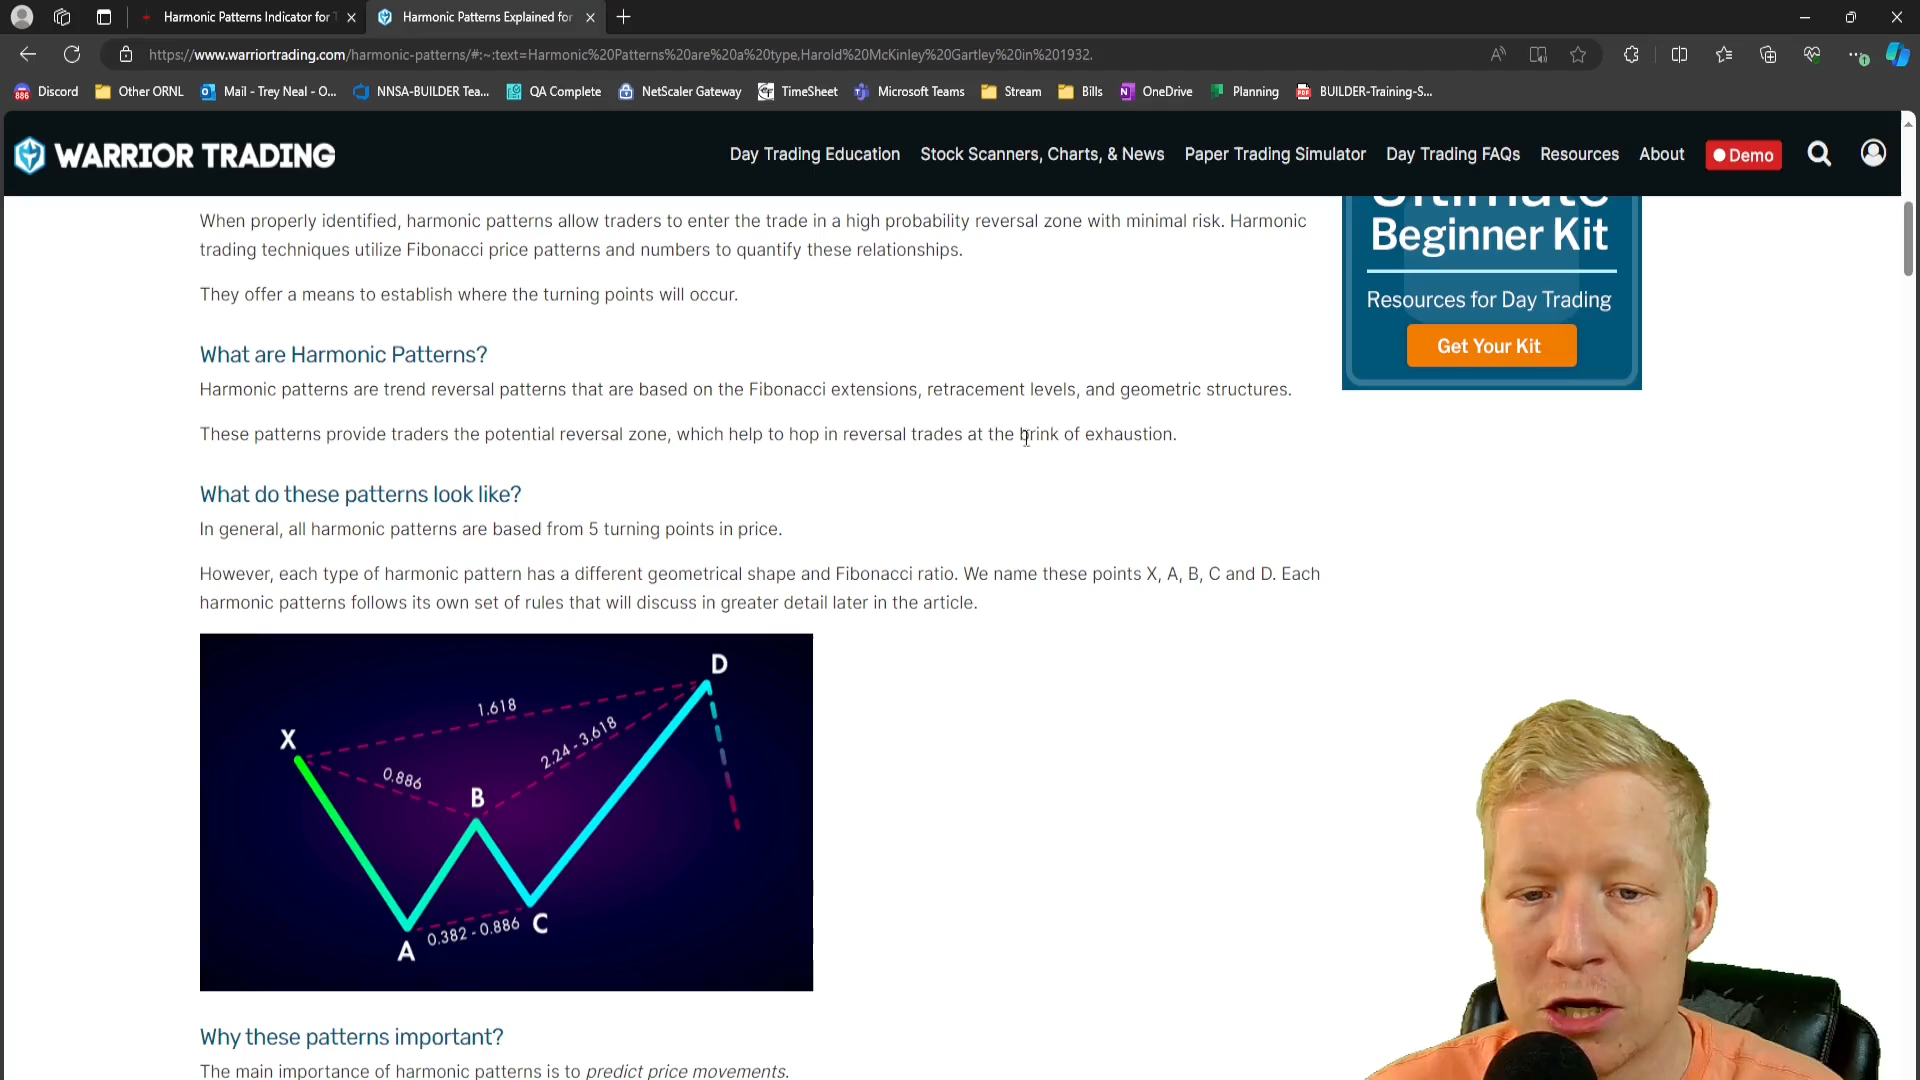 Harmonic Patterns Indicator for
Harmonic Patterns Explained for
https://www.warriortrading.com/harmonic-patterns/#:~:text=Harmonic%20Patterns%20are%20a%20type,Harold%20McKinley%20Gartley%20in%201932.
Discord Other ORNL Mail - Trey Neal - O... NNSA-BUILDER Tea... QA Complete NetScaler Gateway TimeSheet Microsoft Teams Stream Bills OneDrive Planning BUILDER-Training-S...
WARRIOR TRADING
Day Trading Education Stock Scanners, Charts, & News Paper Trading Simulator Day Trading FAQs Resources About Demo
When properly identified, harmonic patterns allow traders to enter the trade in a high probability reversal zone with minimal risk. Harmonic
trading techniques utilize Fibonacci price patterns and numbers to quantify these relationships.
They offer a means to establish where the turning points will occur.
Ultimate
Beginner Kit
Resources for Day Trading
Get Your Kit
What are Harmonic Patterns?
Harmonic patterns are trend reversal patterns that are based on the Fibonacci extensions, retracement levels, and geometric structures.
These patterns provide traders the potential reversal zone, which help to hop in reversal trades at the brink of exhaustion.
What do these patterns look like?
In general, all harmonic patterns are based from 5 turning points in price.
However, each type of harmonic pattern has a different geometrical shape and Fibonacci ratio. We name these points X, A, B, C and D. Each
harmonic patterns follows its own set of rules that will discuss in greater detail later in the article.
D
1.618
2.24 - 3.618
X
0.886
B
0.382 - 0.886
C
A
Why these patterns important?
The main importance of harmonic patterns is to predict price movements.